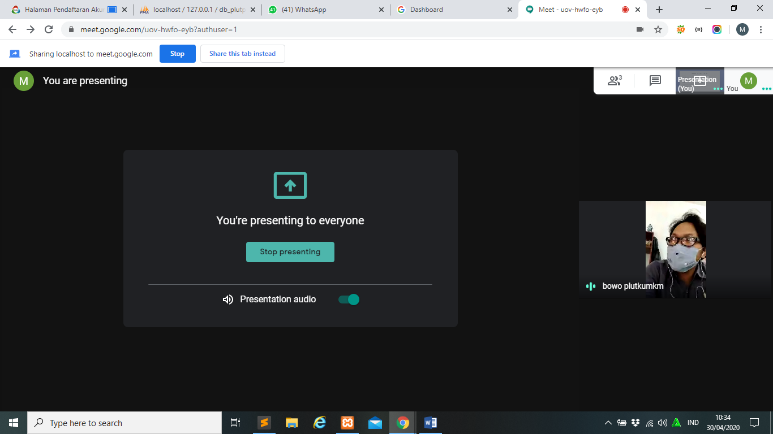 Halaman Pendaftaran Aku
localhost / 127.0.0.1 / db_plut
(41) WhatsApp
Dashboard
Meet - uov-hwfo-eyb
meet.google.com/uov-hwfo-eyb?authuser=1
M
Sharing localhost to meet.google.com
Stop
Share this tab instead
M
You are presenting
3
Presentation
(You)
You
M
You're presenting to everyone
Stop presenting
Presentation audio
bowo plutkumkm
Type here to search
IND
10:34
30/04/2020